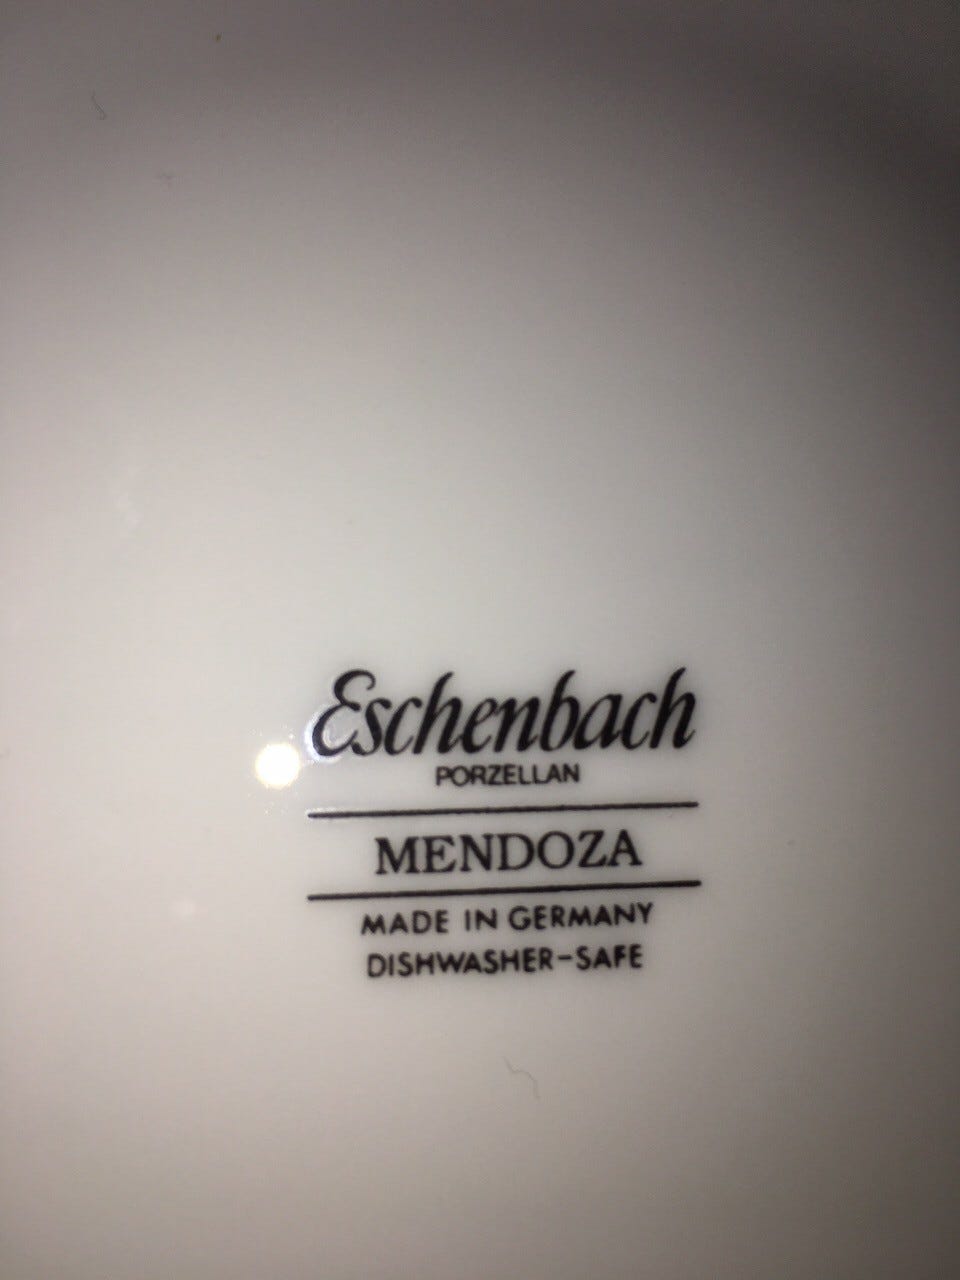 Eschenbach
PORZELLAN
MENDOZA
MADE IN GERMANY
DISHWASHER-SAFE